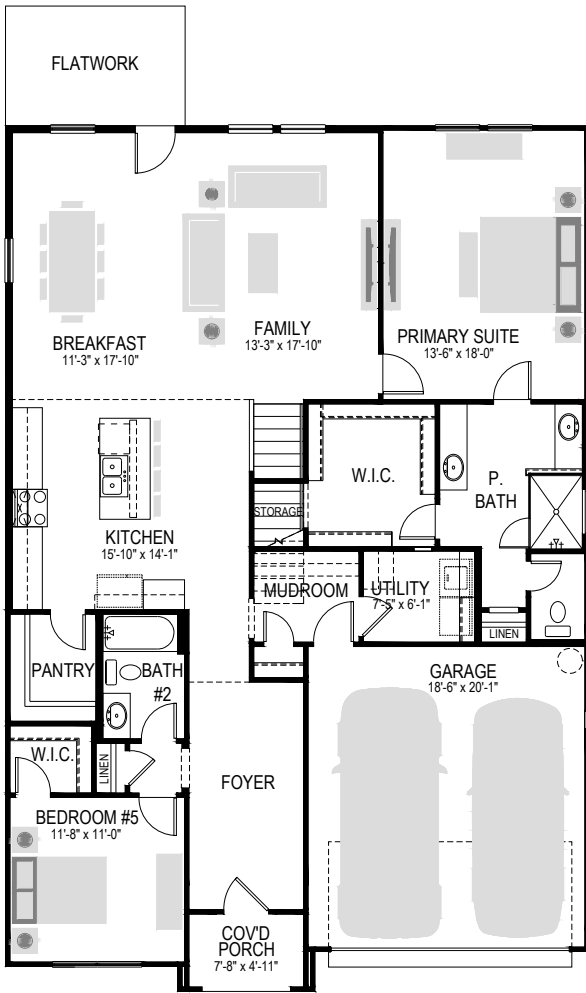 FLATWORK
BREAKFAST
11'-3" x 17'-10"
FAMILY
13'-3" x 17'-10"
PRIMARY SUITE
13'-6" x 18'-0"
W.I.C.
P.
BATH
STORAGE
KITCHEN
15'-10" x 14'-1"
MUDROOM
UTILITY
7'-5" x 6'-1"
LINEN
PANTRY
BATH
#2
GARAGE
18'-6" x 20'-1"
W.I.C.
LINEN
FOYER
BEDROOM #5
11'-8" x 11'-0"
COV'D
PORCH
7'-8" x 4'-11"